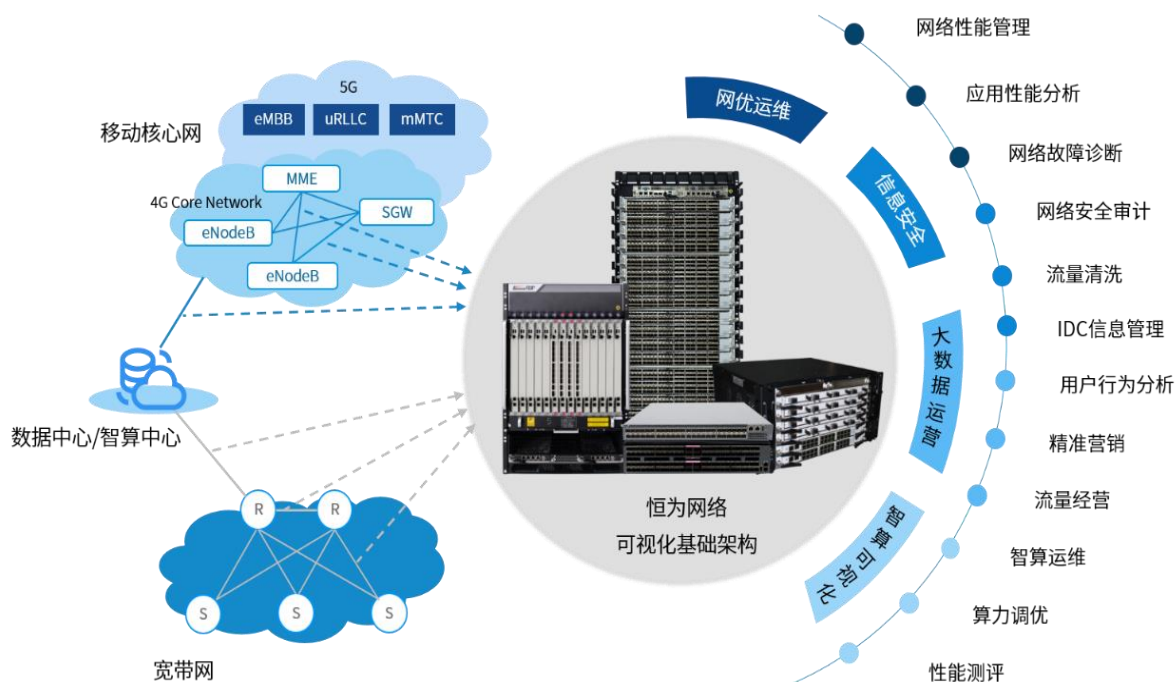 5G
eMBB
uRLLC
mMTC
移动核心网
MME
4G Core Network
SGW
eNodeB
eNodeB
数据中心/智算中心
R
R
S
S
S
宽带网
恒为网络
可视化基础架构
网优运维
信息安全
大数据运营
智算可视化
网络性能管理
应用性能分析
网络故障诊断
网络安全审计
流量清洗
IDC信息管理
用户行为分析
精准营销
流量经营
智算运维
算力调优
性能测评